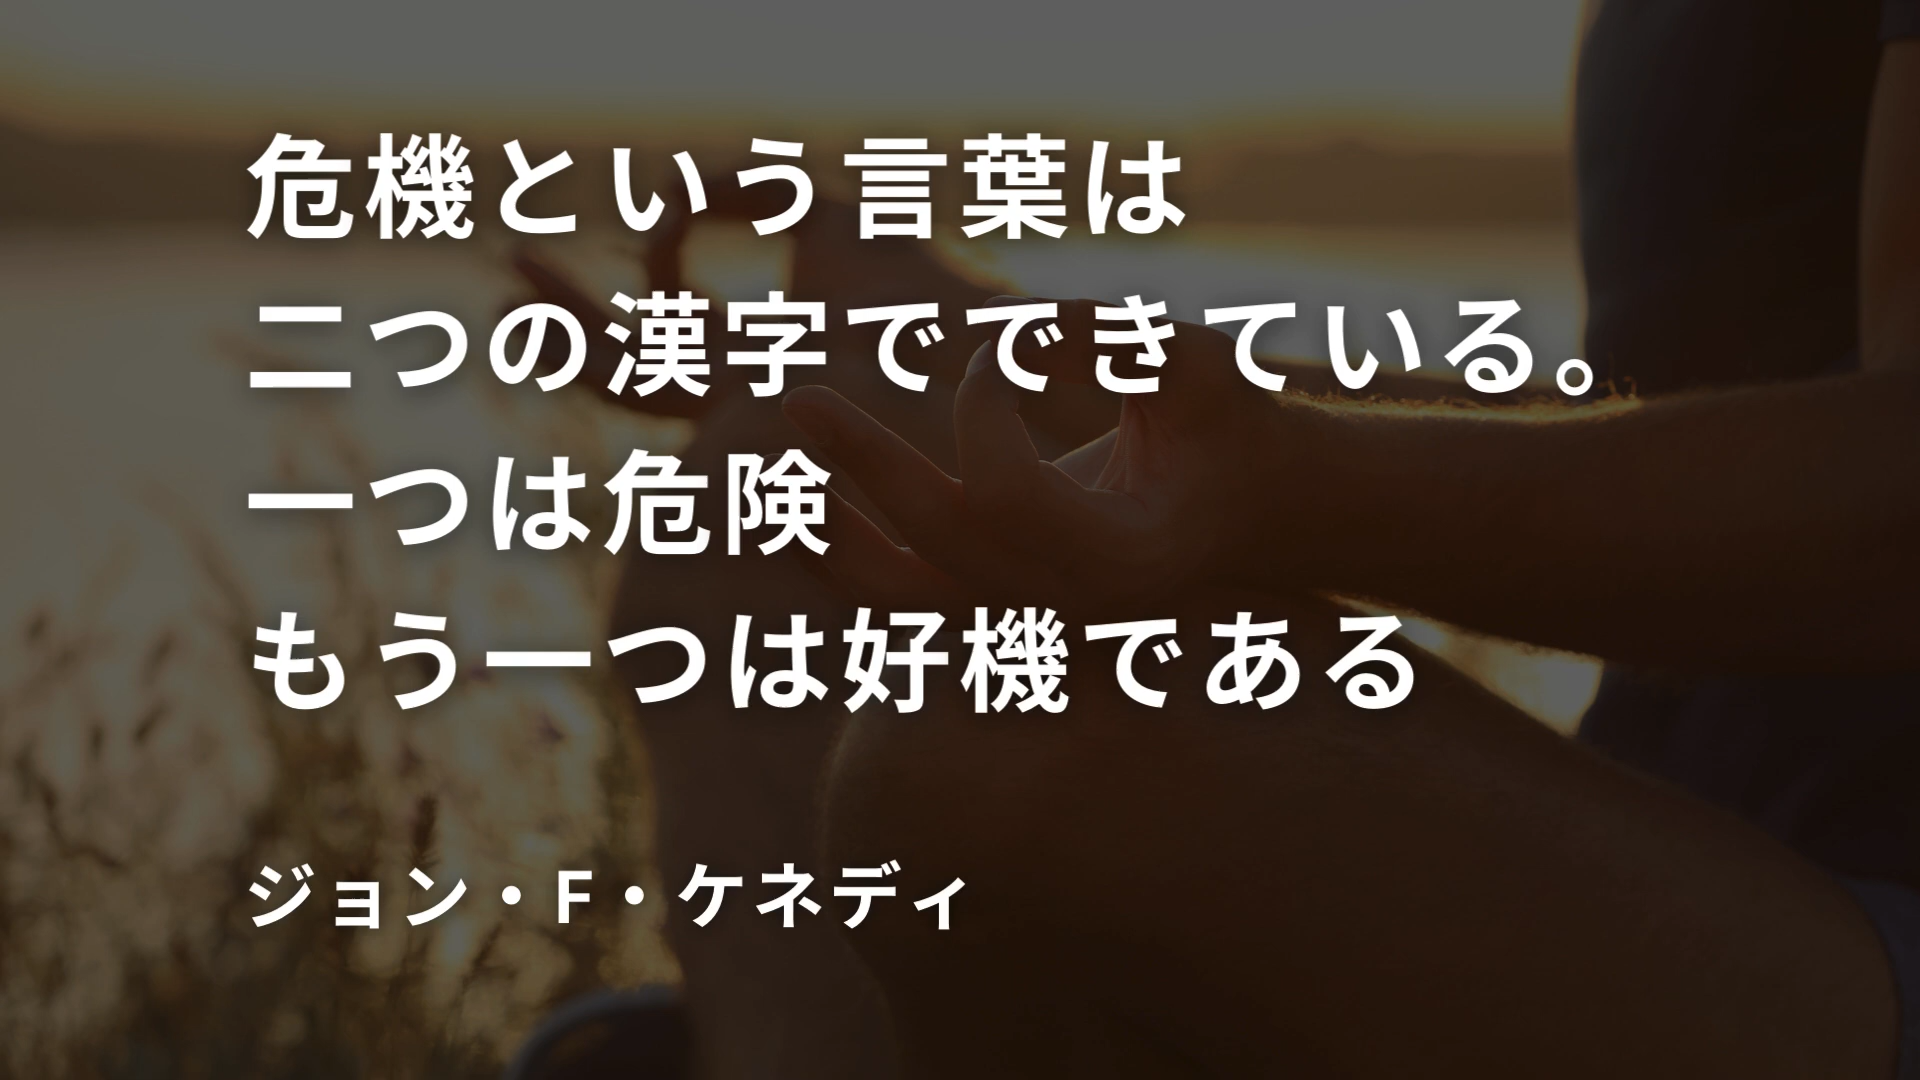 危機という言葉は
二つの漢字でできている。
一つは危険
もう一つは好機である
ジョン・F・ケネディ